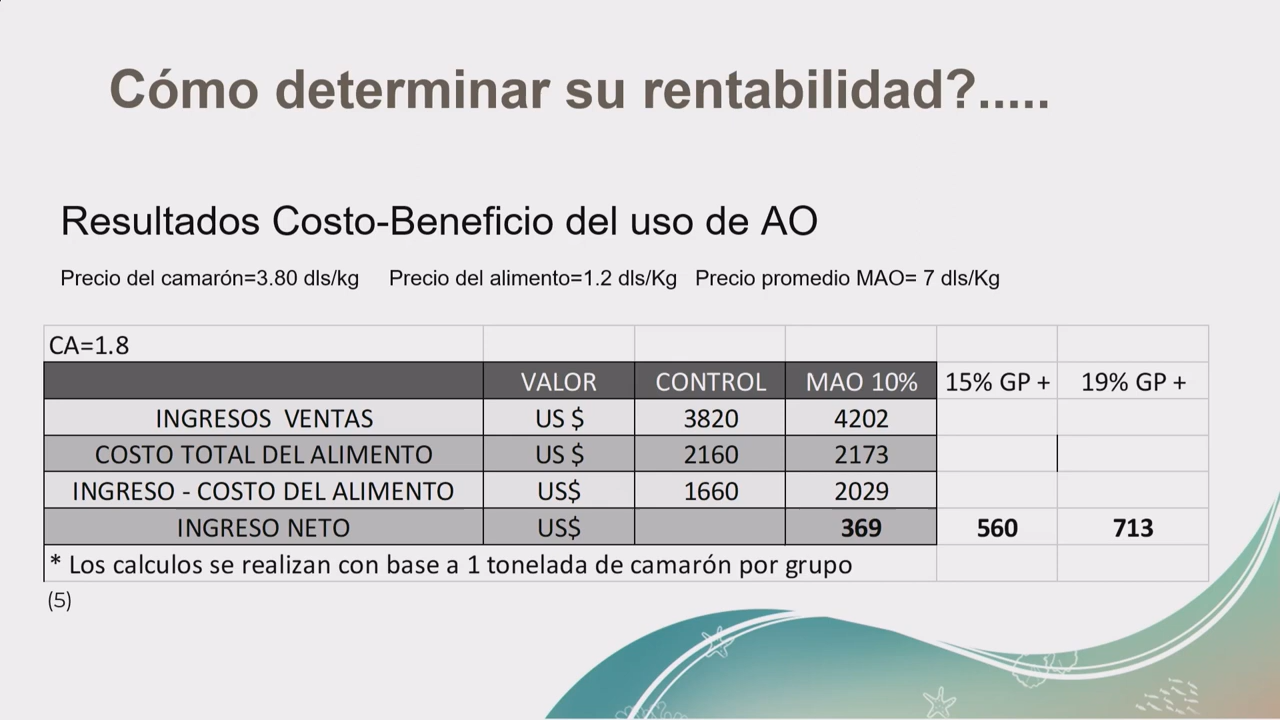 Cómo determinar su rentabilidad?.....
Resultados Costo-Beneficio del uso de AO
Precio del camarón=3.80 dls/kg Precio del alimento=1.2 dls/Kg Precio promedio MAO= 7 dls/Kg
CA=1.8
VALOR CONTROL MAO 10% 15% GP + 19% GP +
INGRESOS VENTAS US $ 3820 4202
COSTO TOTAL DEL ALIMENTO US $ 2160 2173
INGRESO - COSTO DEL ALIMENTO US$ 1660 2029
INGRESO NETO US$ 369 560 713
* Los calculos se realizan con base a 1 tonelada de camarón por grupo
(5)